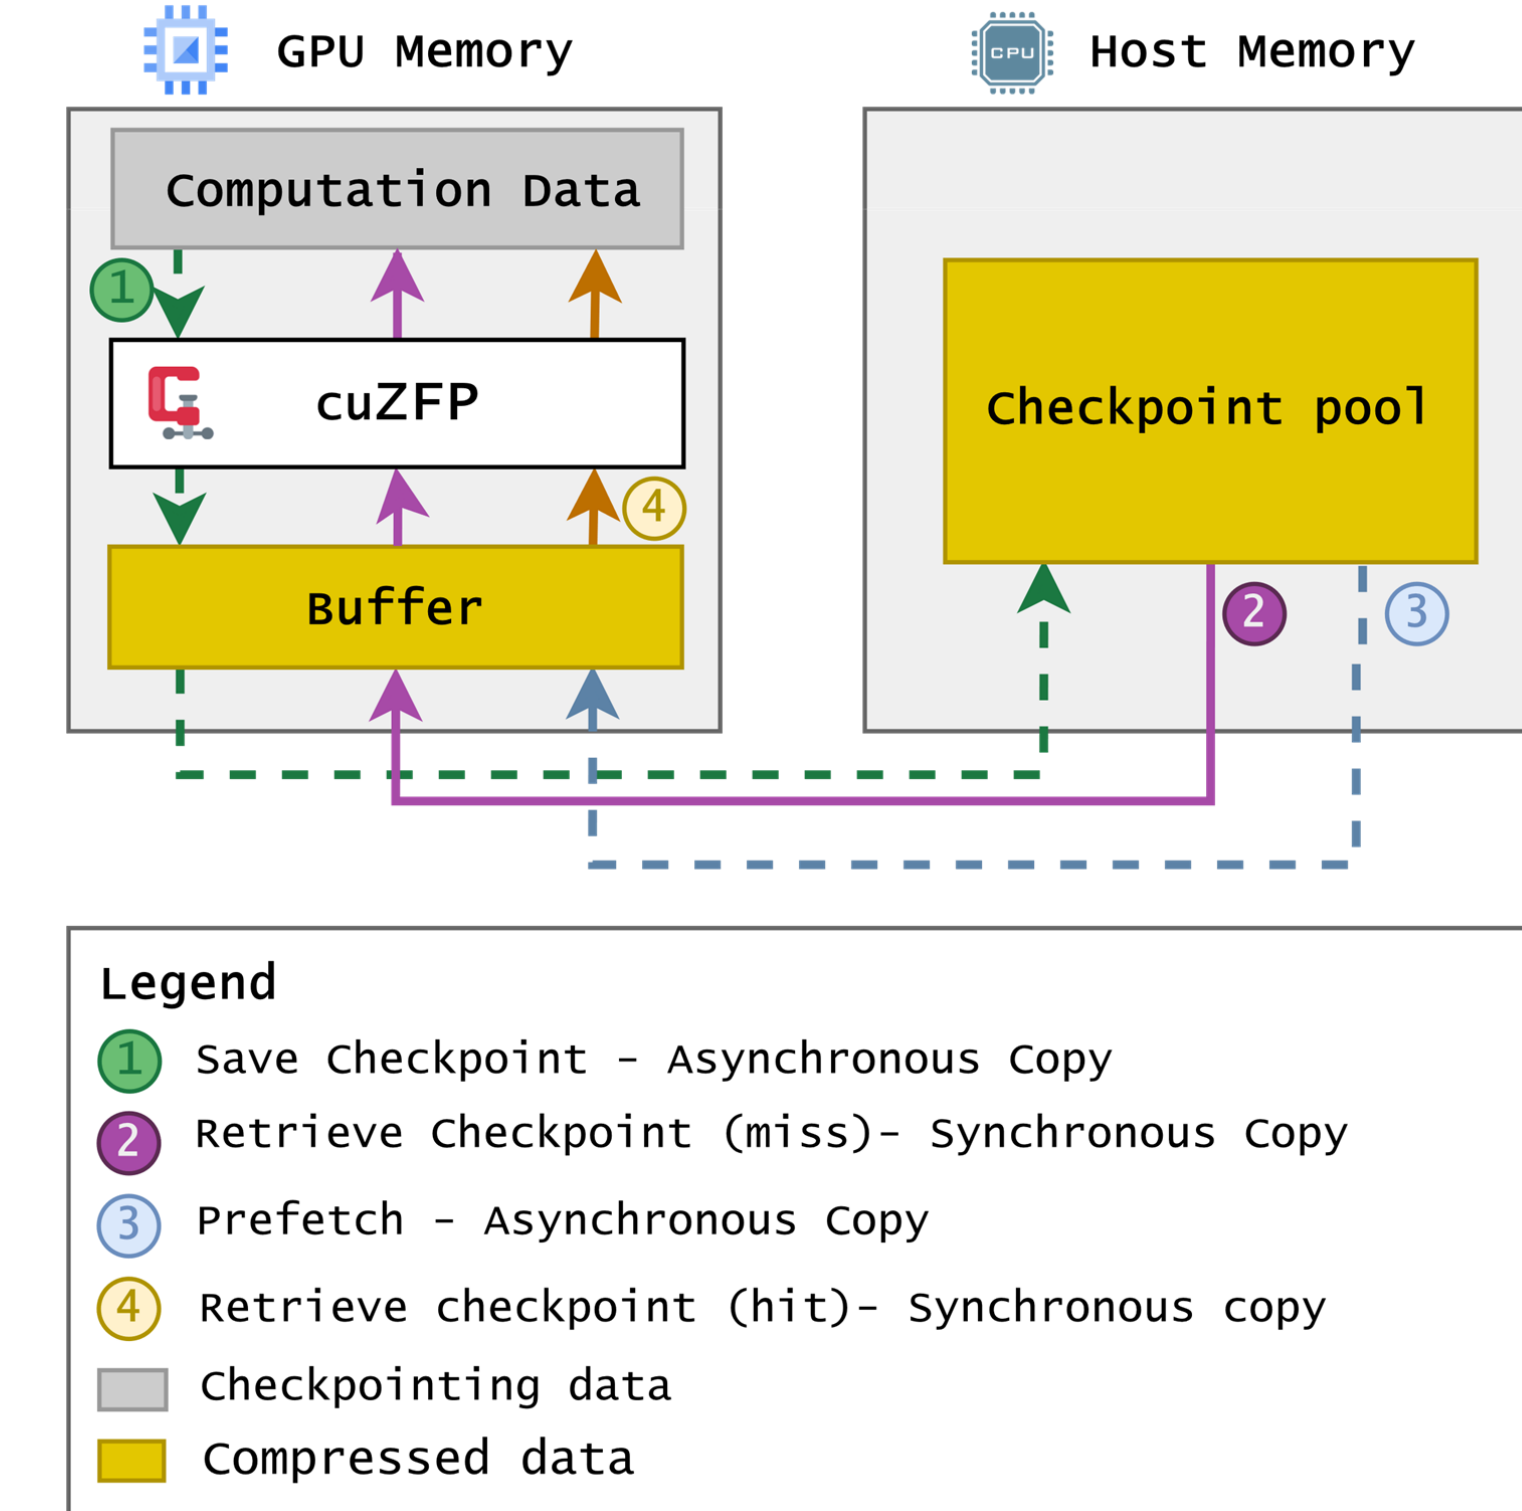 GPU Memory
CPU
Host Memory
Computation Data
1
cuZFP
Checkpoint pool
4
Buffer
2
3
Legend
1 Save Checkpoint – Asynchronous Copy
2 Retrieve Checkpoint (miss)– Synchronous Copy
3 Prefetch – Asynchronous Copy
4 Retrieve checkpoint (hit)– Synchronous copy
Checkpointing data
Compressed data